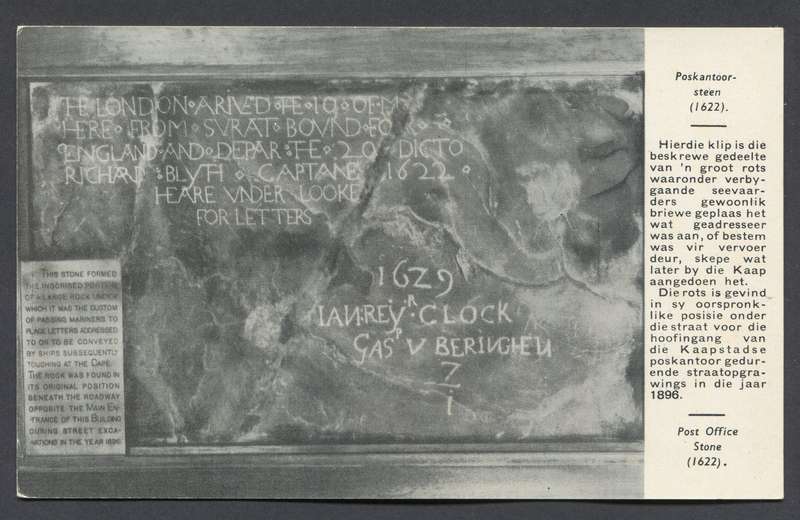 THE LONDON ARIVED THE 10 OF M
HERE FROM SVRAT BOVND FOR
ENGLAND AND DEPAR THE 20 DICTO
RICHARD BLYTH CAPTANE 1622
HEARE VNDER LOOKE
FOR LETTERS
1629
IAN·REYR:CLOCK
GASP V BERINGHEN
Z
1
THIS STONE FORMED
THE INSCRIBED PORTION
OF A LARGE ROCK UNDER
WHICH IT WAS THE CUSTOM
OF PASSING MARINERS TO
PLACE LETTERS ADDRESSED
TO OR TO BE CONVEYED
BY SHIPS SUBSEQUENTLY
TOUCHING AT THE CAPE.
THE ROCK WAS FOUND IN
ITS ORIGINAL POSITION
BENEATH THE ROADWAY
OPPOSITE THE MAIN EN-
TRANCE OF THIS BUILDING
DURING STREET EXCA-
VATIONS IN THE YEAR 1896
Poskantoor-
steen
(1622).
Hierdie klip is die
beskrewe gedeelte
van 'n groot rots
waaronder verby-
gaande seevaar-
ders gewoonlik
briewe geplaas het
wat geadresseer
was aan, of bestem
was vir vervoer
deur, skepe wat
later by die Kaap
aangedoen het.
Die rots is gevind
in sy oorspronk-
like posisie onder
die straat voor die
hoofingang van
die Kaapstadse
poskantoor gedur-
ende straatopgra-
wings in die jaar
1896.
Post Office
Stone
(1622).